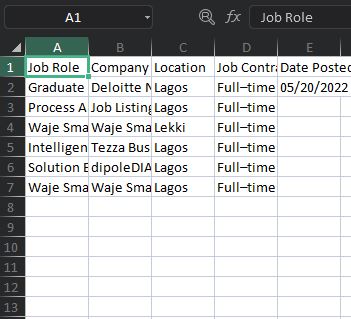 A1 fx Job Role
A B C D E
1 Job Role Company Location Job Contra Date Posted
2 Graduate Deloitte N Lagos Full–time 05/20/2022
3 Process A Job Listing Lagos Full–time
4 Waje Sma Waje Sma Lekki Full–time
5 Intelligen Tezza Bus Lagos Full–time
6 Solution E dipoleDIA Lagos Full–time
7 Waje Sma Waje Sma Lagos Full–time
8
9
10
11
12
13